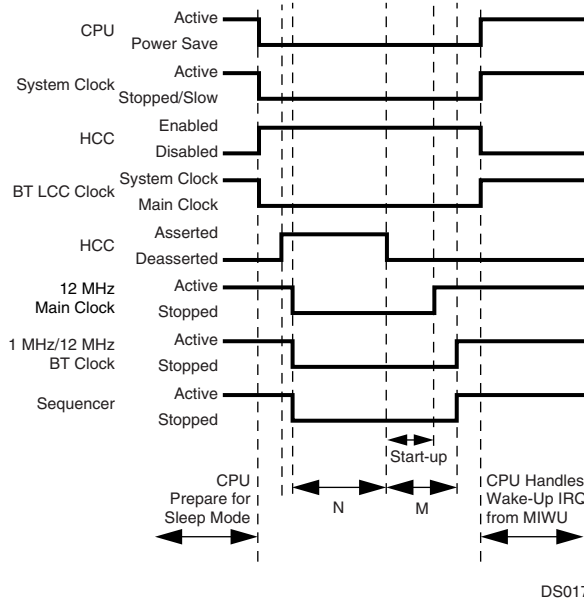 Active
CPU
Power Save
Active
System Clock
Stopped/Slow
Enabled
HCC
Disabled
System Clock
BT LCC Clock
Main Clock
Asserted
HCC
Deasserted
12 MHz
Active
Main Clock
Stopped
1 MHz/12 MHz
Active
BT Clock
Stopped
Active
Sequencer
Stopped
Start-up
CPU
Prepare for
Sleep Mode
N
M
CPU Handles
Wake-Up IRQ
from MIWU
DS017